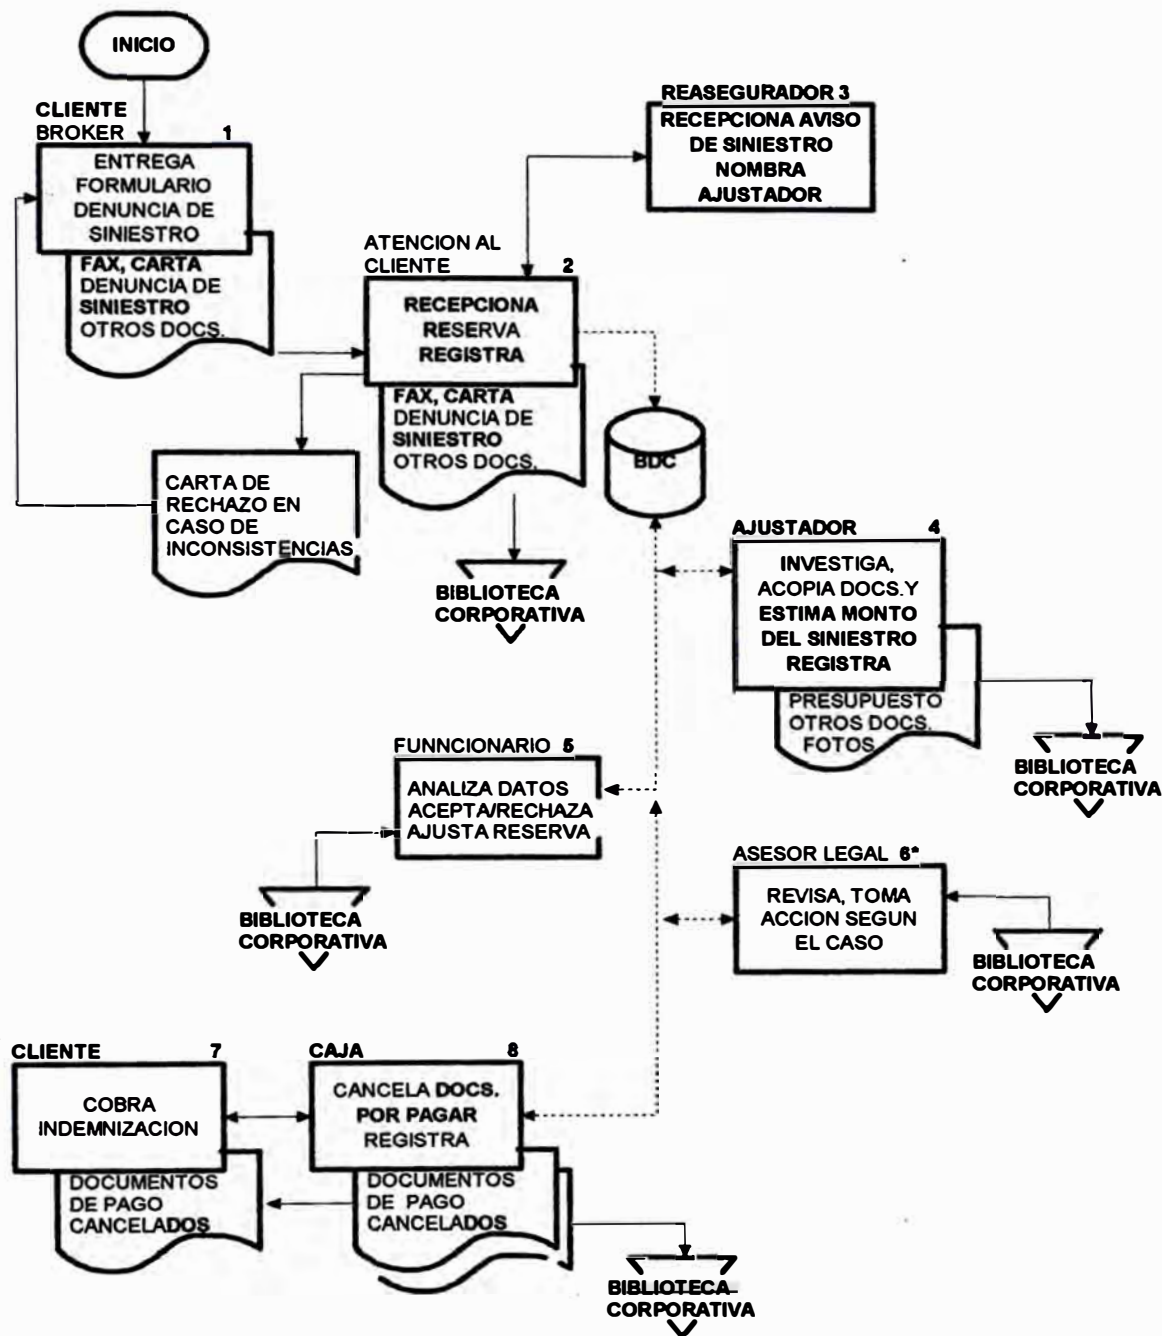 INICIO
CLIENTE
BROKER 1
ENTREGA
FORMULARIO
DENUNCIA DE
SINIESTRO
FAX, CARTA
DENUNCIA DE
SINIESTRO
OTROS DOCS.
REASEGURADOR 3
RECEPCIONA AVISO
DE SINIESTRO
NOMBRA
AJUSTADOR
ATENCION AL
CLIENTE 2
RECEPCIONA
RESERVA
REGISTRA
FAX, CARTA
DENUNCIA DE
SINIESTRO
OTROS DOCS.
BDC
CARTA DE
RECHAZO EN
CASO DE
INCONSISTENCIAS
BIBLIOTECA
CORPORATIVA
AJUSTADOR 4
INVESTIGA,
ACOPIA DOCS.Y
ESTIMA MONTO
DEL SINIESTRO
REGISTRA
PRESUPUESTO
OTROS DOCS.
FOTOS
BIBLIOTECA
CORPORATIVA
FUNNCIONARIO 5
ANALIZA DATOS
ACEPTA/RECHAZA
AJUSTA RESERVA
BIBLIOTECA
CORPORATIVA
ASESOR LEGAL 6*
REVISA, TOMA
ACCION SEGUN
EL CASO
BIBLIOTECA
CORPORATIVA
CLIENTE 7
COBRA
INDEMNIZACION
DOCUMENTOS
DE PAGO
CANCELADOS
CAJA 8
CANCELA DOCS.
POR PAGAR
REGISTRA
DOCUMENTOS
DE PAGO
CANCELADOS
BIBLIOTECA
CORPORATIVA